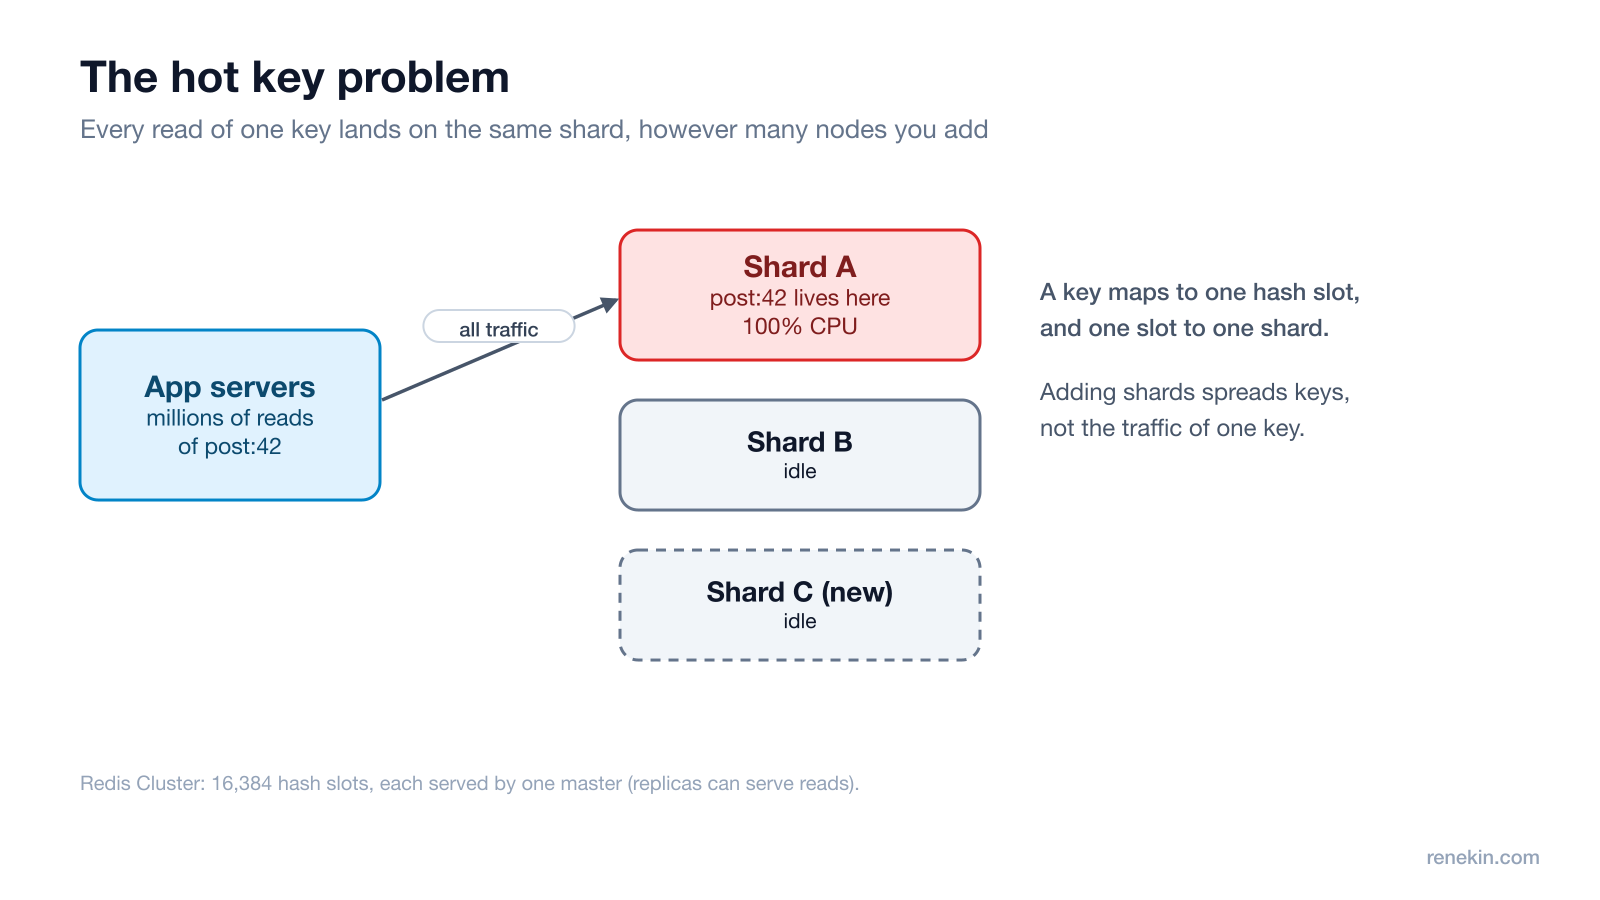 The hot key problem
Every read of one key lands on the same shard, however many nodes you add
App servers
millions of reads
of post:42
all traffic
Shard A
post:42 lives here
100% CPU
Shard B
idle
Shard C (new)
idle
A key maps to one hash slot,
and one slot to one shard.
Adding shards spreads keys,
not the traffic of one key.
Redis Cluster: 16,384 hash slots, each served by one master (replicas can serve reads).
renekin.com